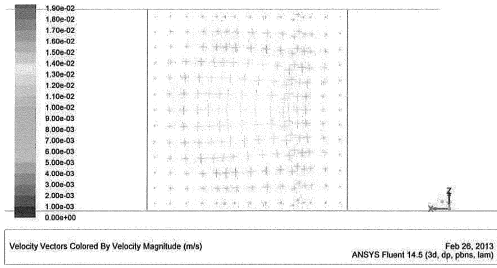 1.90e-02
1.80e-02
1.70e-02
1.60e-02
1.50e-02
1.40e-02
1.30e-02
1.20e-02
1.10e-02
1.00e-02
9.00e-03
8.00e-03
7.00e-03
6.00e-03
5.00e-03
4.00e-03
3.00e-03
2.00e-03
1.00e-03
0.00e+00
Z
X
Velocity Vectors Colored By Velocity Magnitude (m/s)
Feb 26, 2013
ANSYS Fluent 14.5 (3d, dp, pbns, lam)